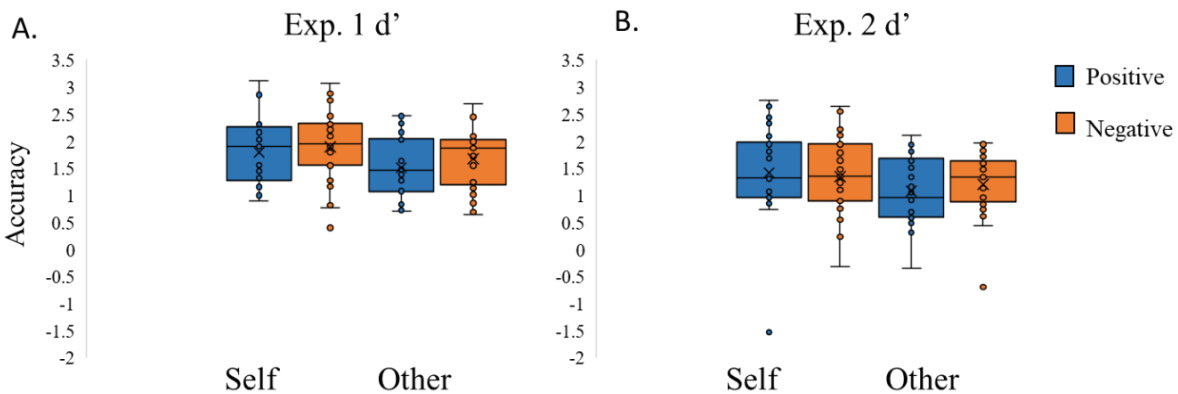 A.
Exp. 1 d’
Accuracy
3.5
3
2.5
2
1.5
1
0.5
0
-0.5
-1
-1.5
-2
Self
Other
B.
Exp. 2 d’
3.5
3
2.5
2
1.5
1
0.5
0
-0.5
-1
-1.5
-2
Self
Other
Positive
Negative